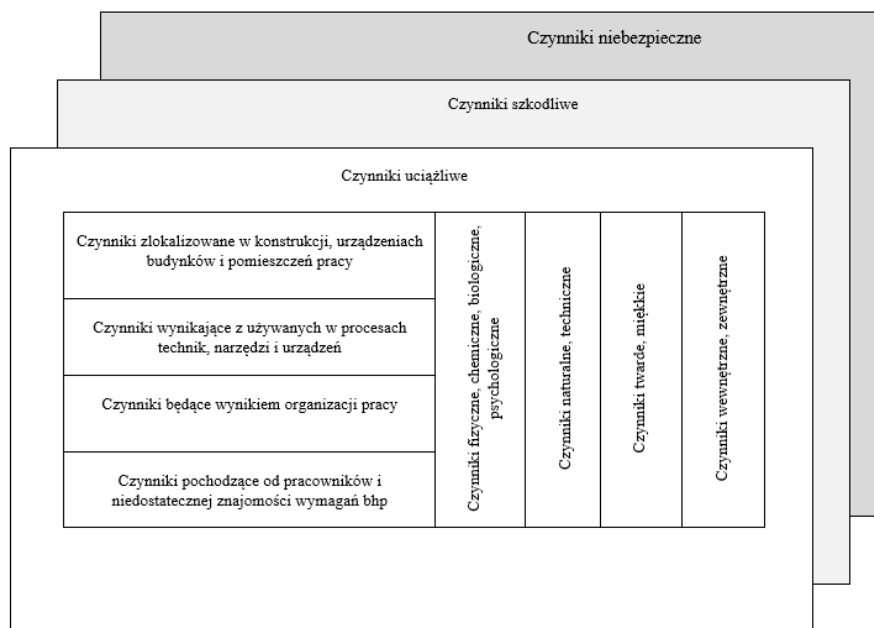 Czynniki niebezpieczne
Czynniki szkodliwe
Czynniki uciążliwe
Czynniki zlokalizowane w konstrukcji, urządzeniach
budynków i pomieszczeń pracy
Czynniki wynikające z używanych w procesach
technik, narzędzi i urządzeń
Czynniki będące wynikiem organizacji pracy
Czynniki pochodzące od pracowników i
niedostatecznej znajomości wymagań bhp
Czynniki fizyczne, chemiczne, biologiczne,
psychologiczne
Czynniki naturalne, techniczne
Czynniki twarde, miękkie
Czynniki wewnętrzne, zewnętrzne